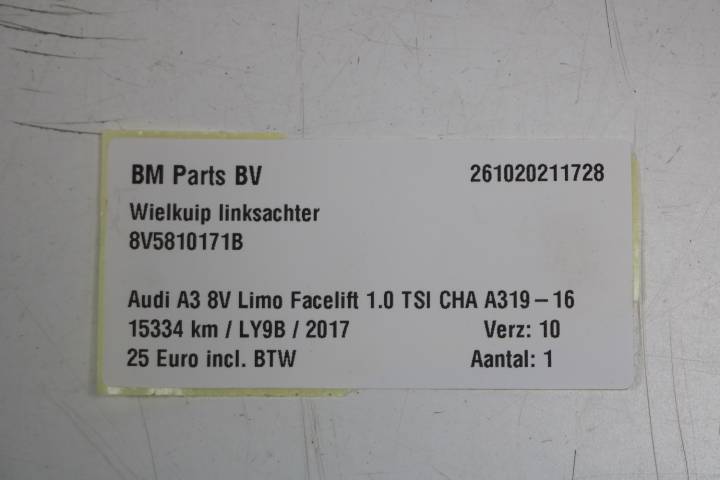 BM Parts BV 261020211728
Wielkuip linksachter
8V5810171B
Audi A3 8V Limo Facelift 1.0 TSI CHA A319-16
15334 km / LY9B / 2017 Verz: 10
25 Euro incl. BTW Aantal: 1